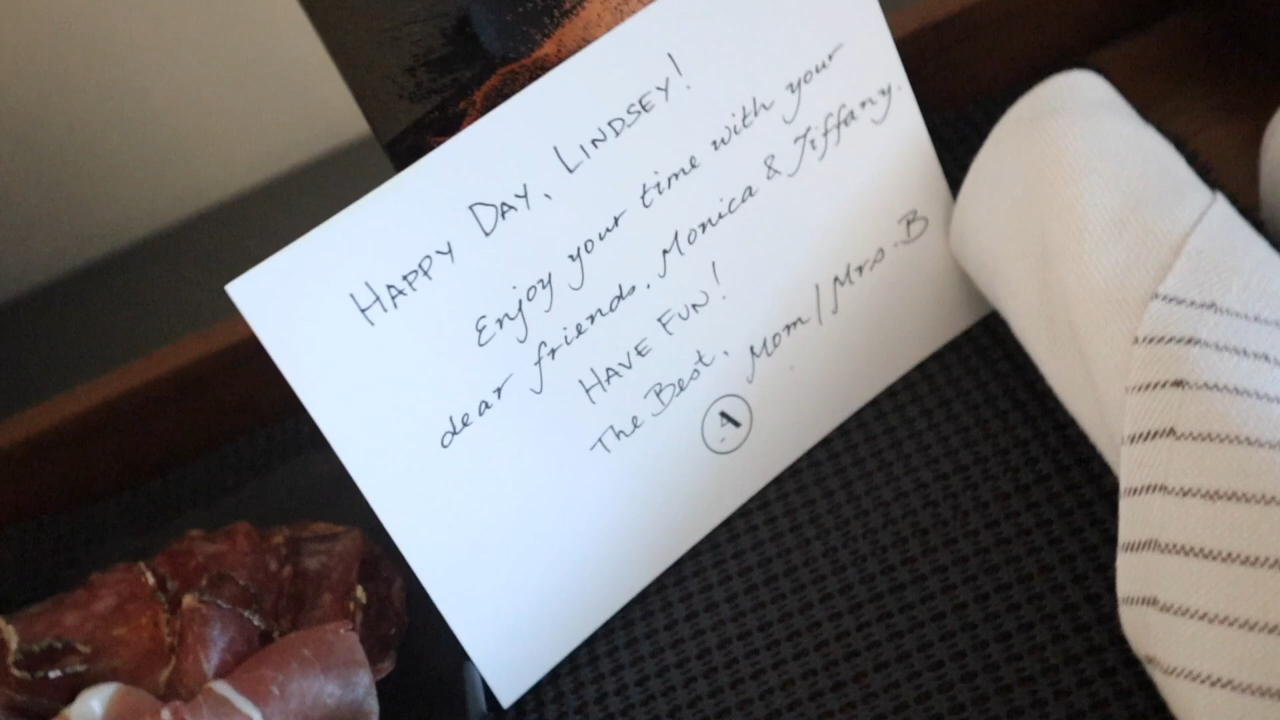 HAPPY DAY, LINDSEY!
Enjoy your time with your
dear friends, Monica & Tiffany.
HAVE FUN!
The Best, Mom/Mrs. B
A